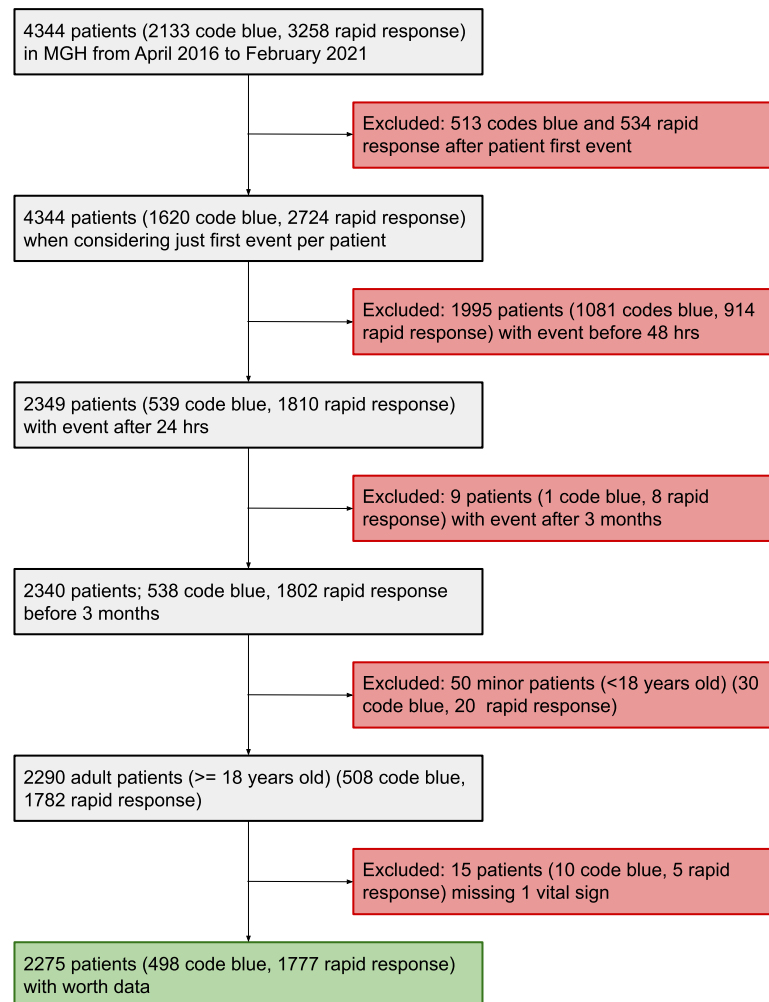 4344 patients (2133 code blue, 3258 rapid response)
in MGH from April 2016 to February 2021
Excluded: 513 codes blue and 534 rapid
response after patient first event
4344 patients (1620 code blue, 2724 rapid response)
when considering just first event per patient
Excluded: 1995 patients (1081 codes blue, 914
rapid response) with event before 48 hrs
2349 patients (539 code blue, 1810 rapid response)
with event after 24 hrs
Excluded: 9 patients (1 code blue, 8 rapid
response) with event after 3 months
2340 patients; 538 code blue, 1802 rapid response
before 3 months
Excluded: 50 minor patients (<18 years old) (30
code blue, 20  rapid response)
2290 adult patients (>= 18 years old) (508 code blue,
1782 rapid response)
Excluded: 15 patients (10 code blue, 5 rapid
response) missing 1 vital sign
2275 patients (498 code blue, 1777 rapid response)
with worth data